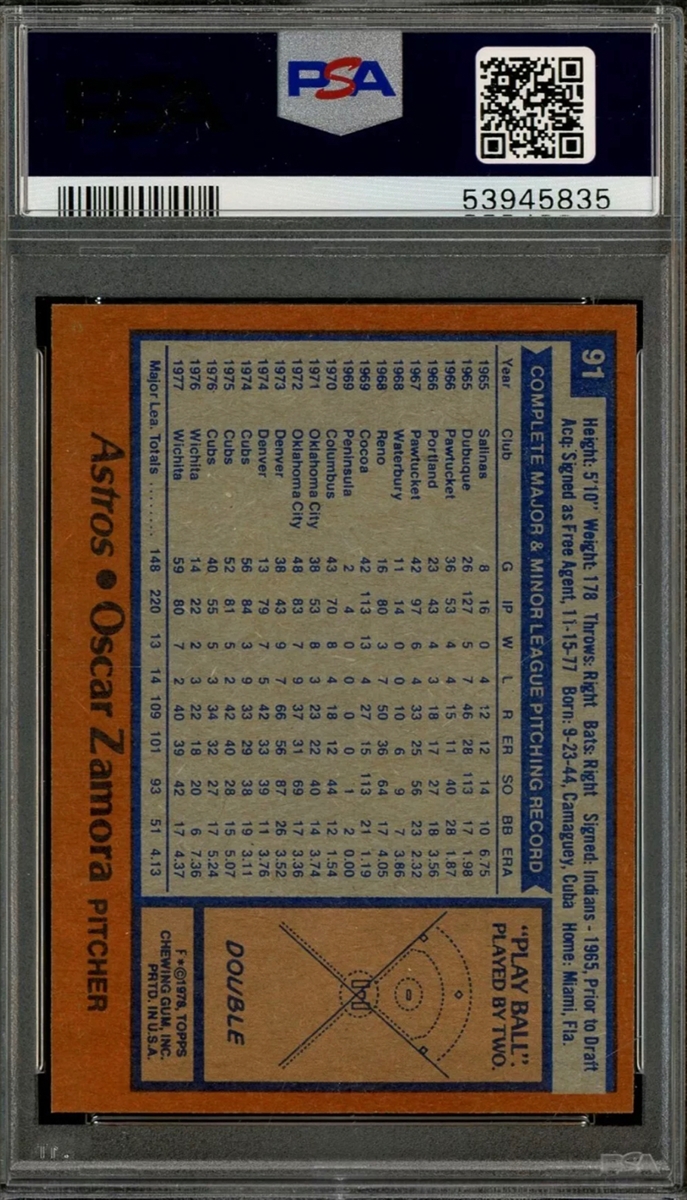 PSA
53945835
91
Height: 5'10" Weight: 178 Throws: Right Bats: Right Signed: Indians - 1965, Prior to Draft
Acq: Signed as Free Agent, 11-15-77 Born: 9-23-44, Camaguey, Cuba Home: Miami, Fla.
COMPLETE MAJOR & MINOR LEAGUE PITCHING RECORD
Year Club G IP W L R ER SO BB ERA
1965 Salinas 8 16 0 4 12 12 14 10 6.75
1965 Dubuque 26 127 5 7 46 28 113 17 1.98
1966 Pawtucket 36 53 4 4 15 11 40 28 1.87
1966 Portland 23 43 4 3 18 17 27 18 3.56
1967 Pawtucket 42 97 6 4 33 25 56 23 2.32
1968 Waterbury 11 14 0 0 10 6 9 7 3.86
1968 Reno 16 80 3 7 50 36 64 17 4.05
1969 Cocoa 42 113 13 4 27 15 113 21 1.19
1969 Peninsula 2 4 0 0 0 0 1 2 0.00
1970 Columbus 43 70 8 4 18 12 44 12 1.54
1971 Oklahoma City 38 53 8 3 23 22 40 14 3.74
1972 Oklahoma City 48 83 7 9 37 31 69 17 3.36
1973 Denver 38 43 9 7 66 56 87 26 3.52
1974 Denver 13 79 7 5 42 33 39 11 3.76
1974 Cubs 56 84 3 9 33 29 38 19 3.11
1975 Cubs 52 81 5 2 42 40 28 15 5.07
1976 Cubs 40 55 5 3 34 32 27 17 5.24
1976 Wichita 14 22 2 3 22 18 20 6 7.36
1977 Wichita 59 80 7 2 40 39 42 17 4.37
Major Lea. Totals ........ 148 220 13 14 109 101 93 51 4.13
"PLAY BALL".
PLAYED BY TWO.
DOUBLE
F*©1978, TOPPS
CHEWING GUM, INC.
PRTD. IN U.S.A.
Astros • Oscar Zamora PITCHER
PSA